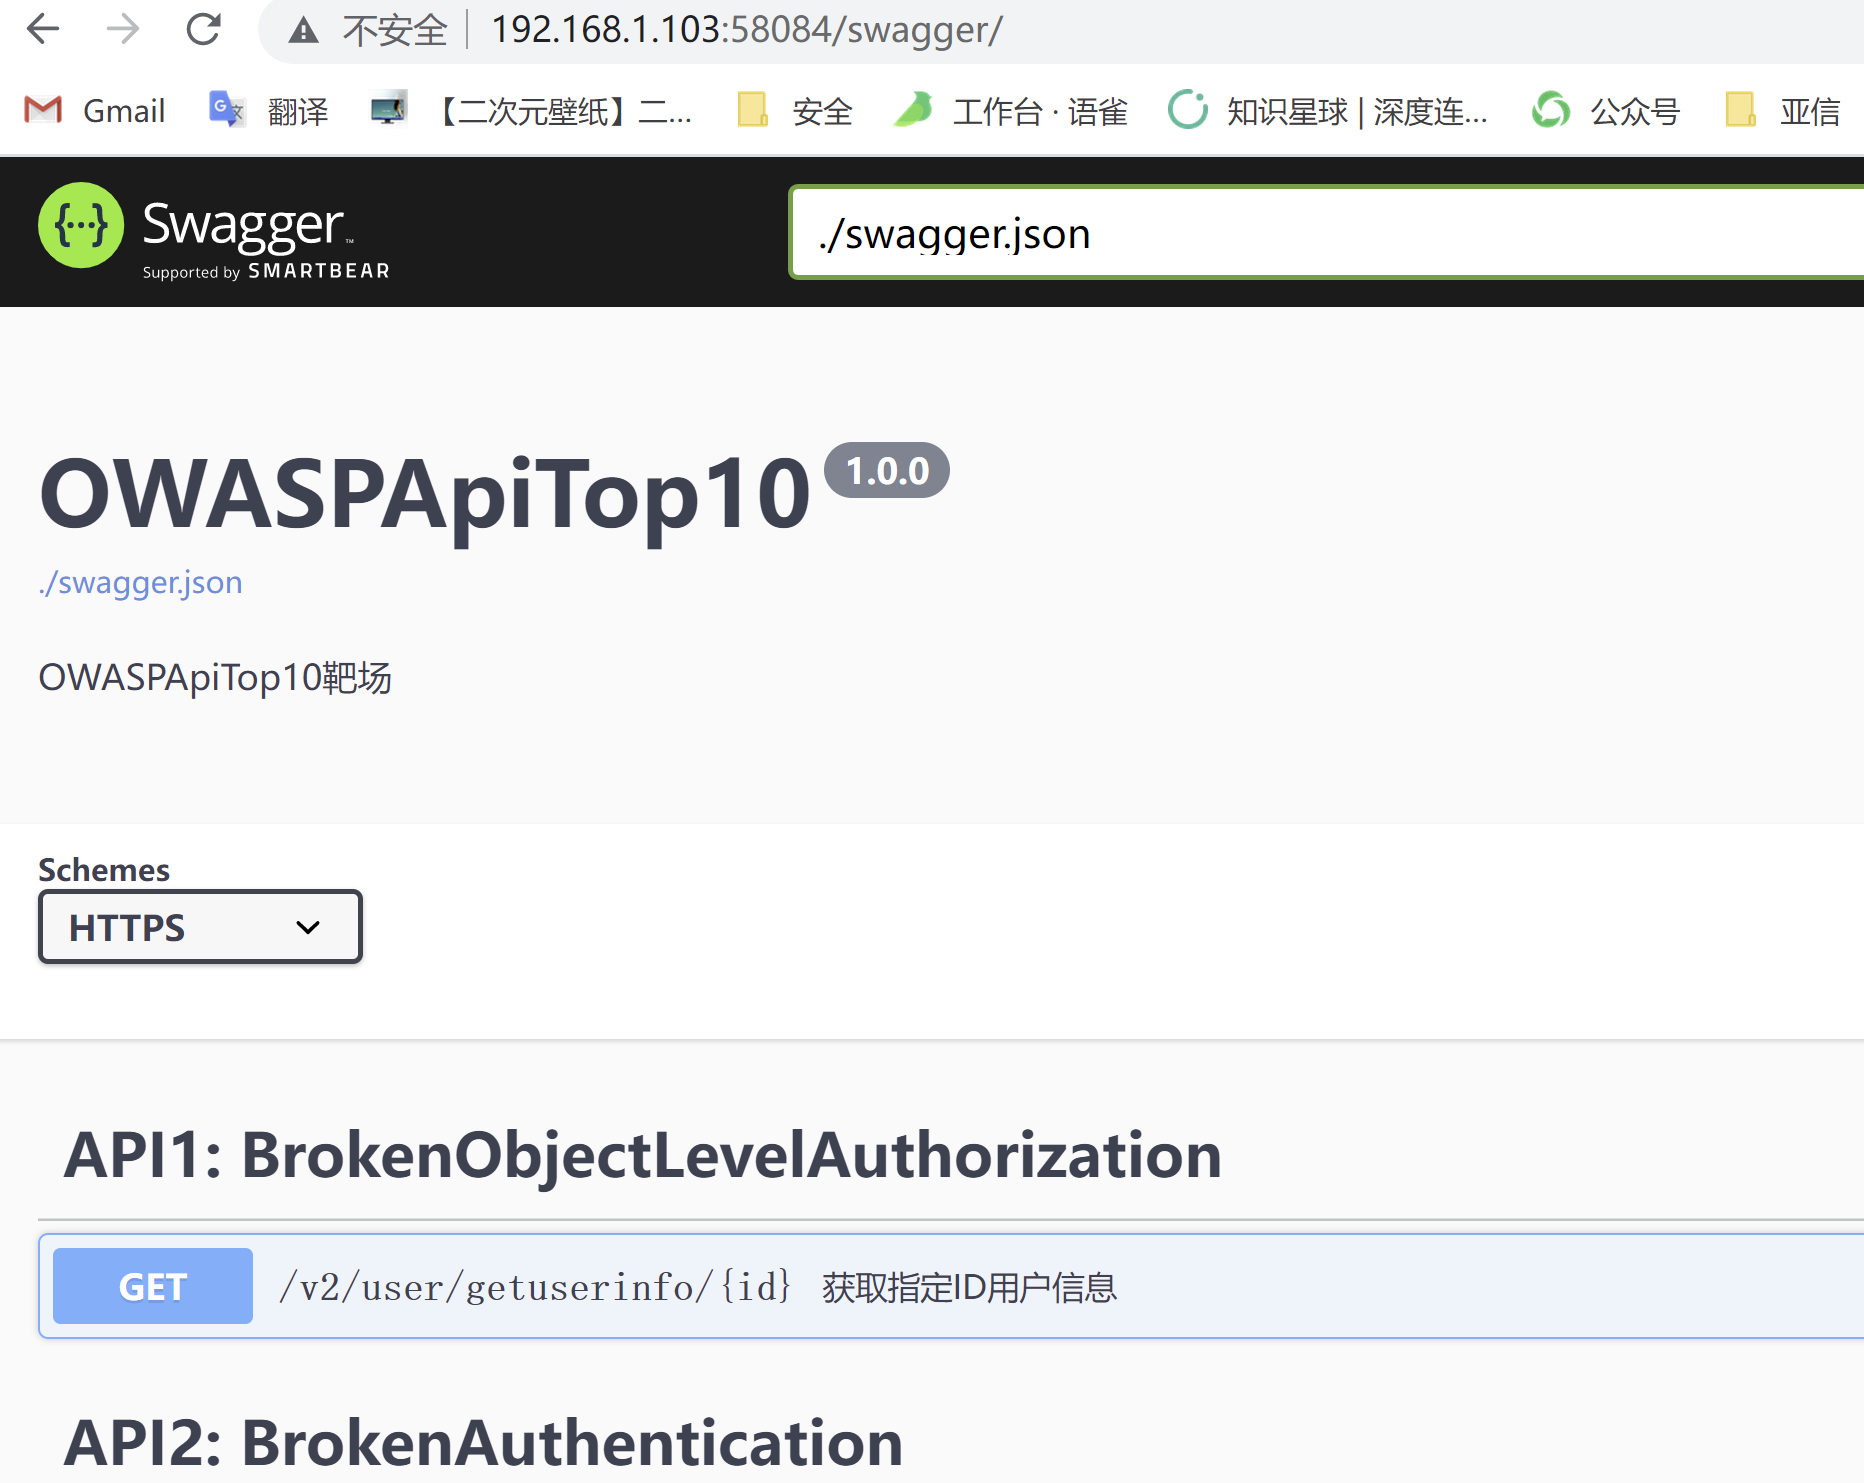 不安全 192.168.1.103:58084/swagger/
Gmail 翻译 【二次元壁纸】二... 安全 工作台 · 语雀 知识星球 | 深度连... 公众号 亚信
{···} Swagger™ ./swagger.json
Supported by SMARTBEAR
OWASPApiTop10 1.0.0
./swagger.json
OWASPApiTop10靶场
Schemes
HTTPS
API1: BrokenObjectLevelAuthorization
GET /v2/user/getuserinfo/{id} 获取指定ID用户信息
API2: BrokenAuthentication